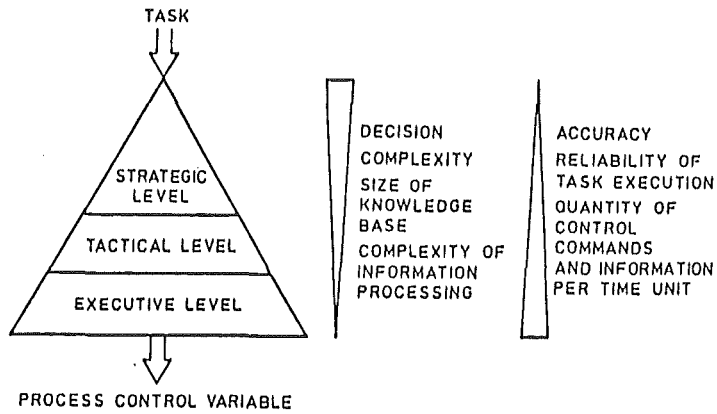 TASK
STRATEGIC
LEVEL
TACTICAL LEVEL
EXECUTIVE LEVEL
PROCESS CONTROL VARIABLE
DECISION
COMPLEXITY
SIZE OF
KNOWLEDGE
BASE
COMPLEXITY OF
INFORMATION
PROCESSING
ACCURACY
RELIABILITY OF
TASK EXECUTION
QUANTITY OF
CONTROL
COMMANDS
AND INFORMATION
PER TIME UNIT